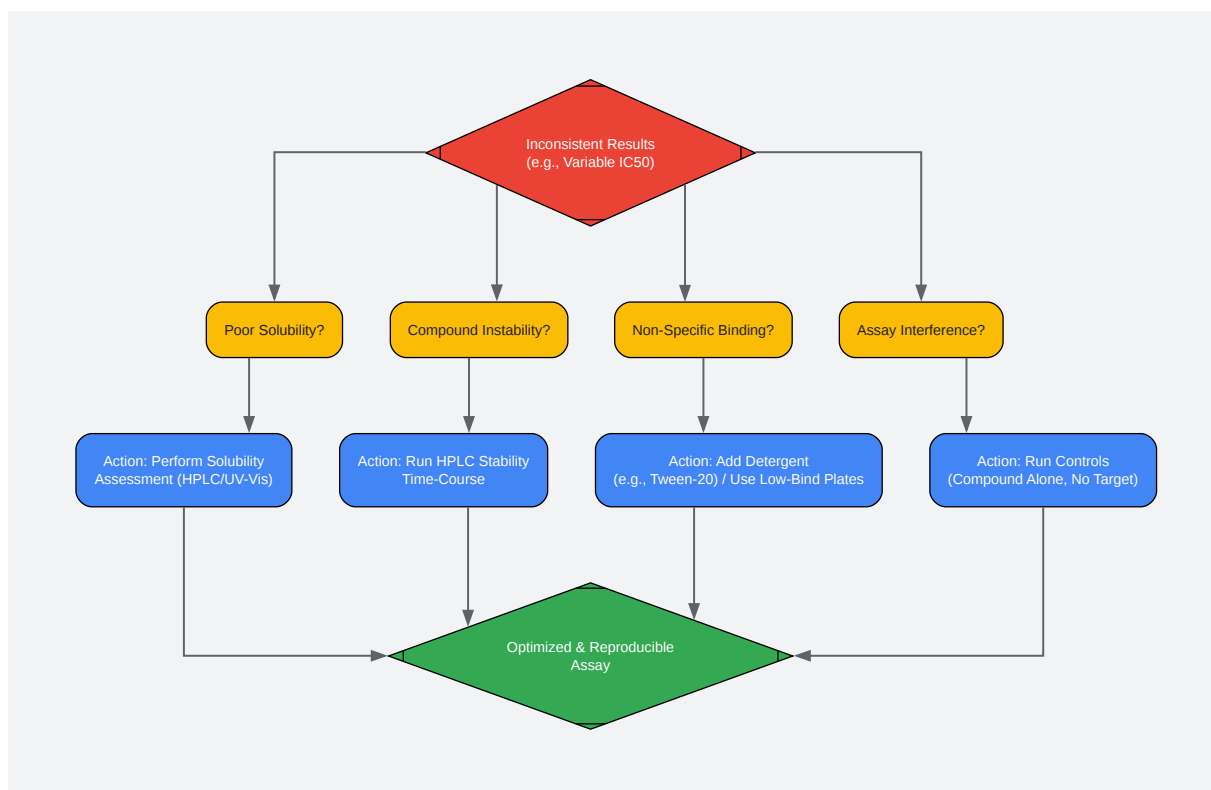 Inconsistent Results
(e.g., Variable IC50)
Poor Solubility?
Compound Instability?
Non-Specific Binding?
Assay Interference?
Action: Perform Solubility
Assessment (HPLC/UV-Vis)
Action: Run HPLC Stability
Time-Course
Action: Add Detergent
(e.g., Tween-20) / Use Low-Bind Plates
Action: Run Controls
(Compound Alone, No Target)
Optimized & Reproducible
Assay